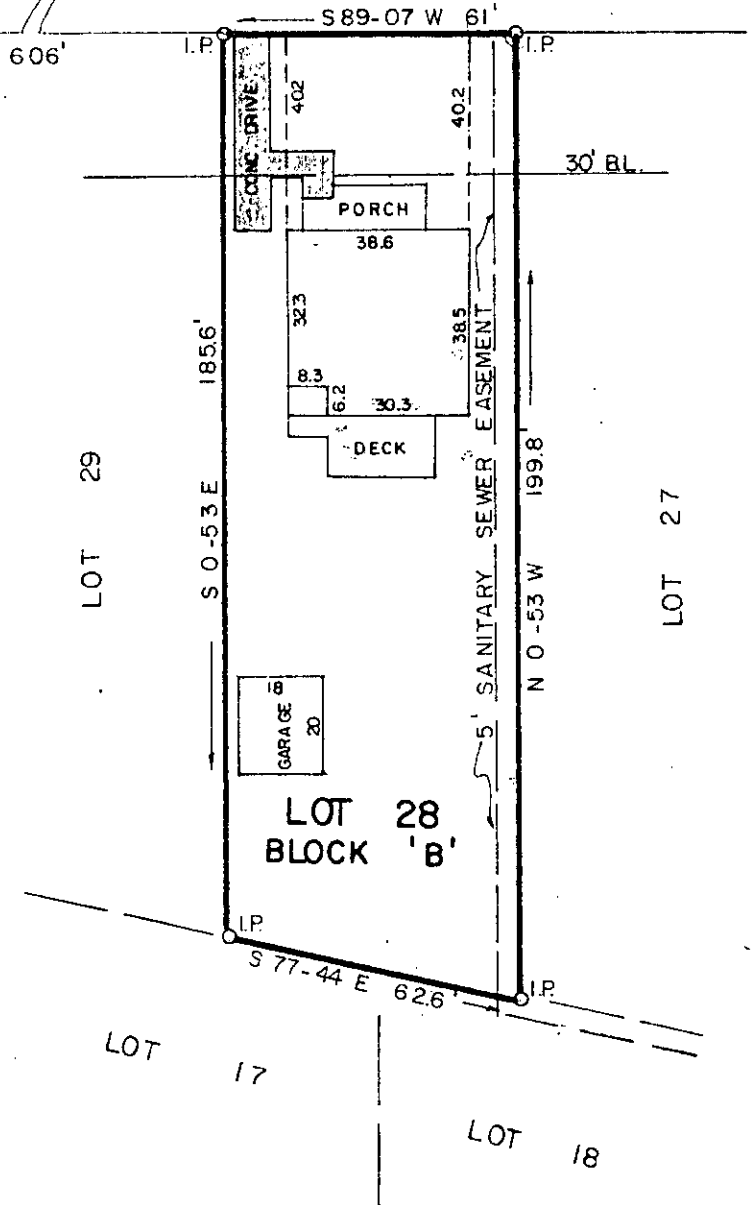 S 89-07 W 61'
606'
I.P.
I.P.
CONC DRIVE
40.2
40.2
30' B.L.
PORCH
38.6
32.3
38.5
8.3
6.2
30.3
DECK
185.6'
S 0-53 E
LOT 29
5' SANITARY SEWER EASEMENT
N 0-53 W 199.8
LOT 27
18
GARAGE
20
LOT 28
BLOCK 'B'
I.P.
S 77-44 E 62.6'
I.P.
LOT 17
LOT 18